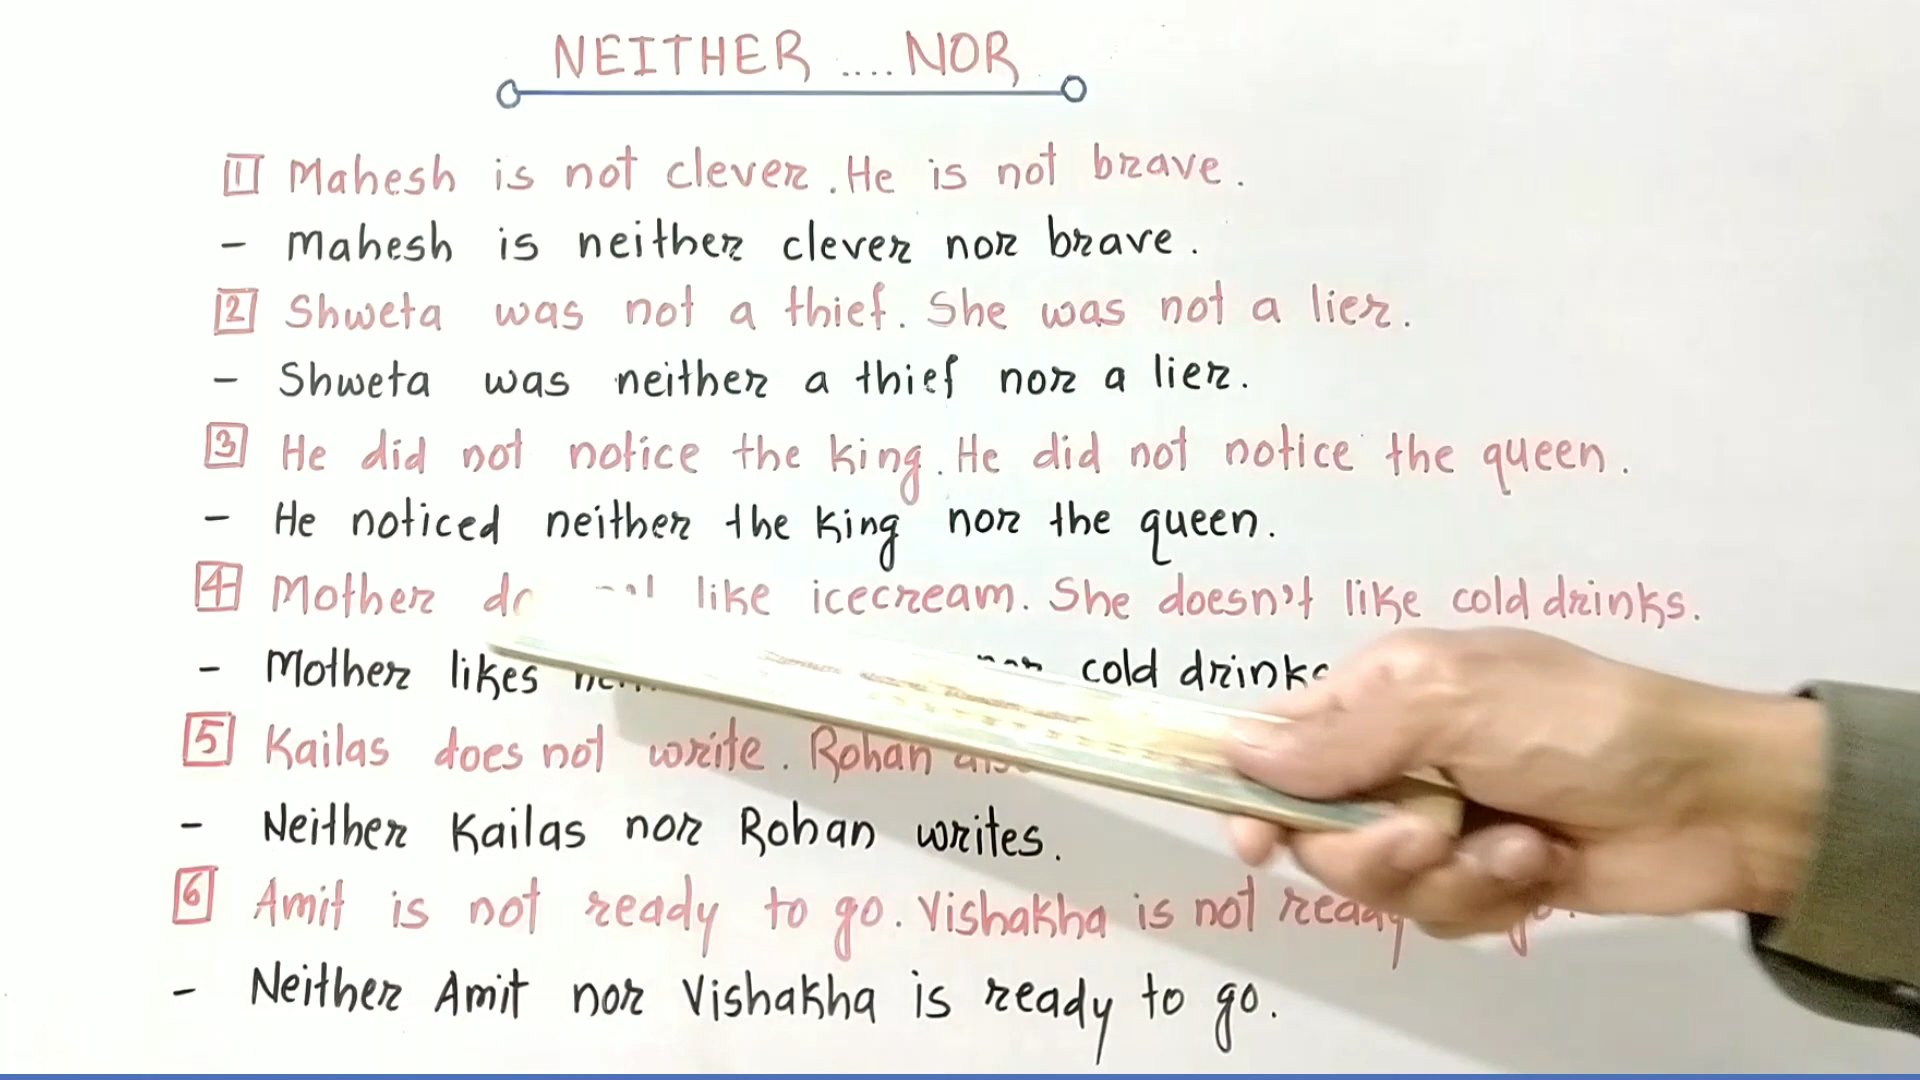 NEITHER .... NOR
1 Mahesh is not clever. He is not brave.
- Mahesh is neither clever nor brave.
2 Shweta was not a thief. She was not a lier.
- Shweta was neither a thief nor a lier.
3 He did not notice the king. He did not notice the queen.
- He noticed neither the king nor the queen.
4 Mother like icecream. She doesn't like cold drinks.
- Mother likes cold drinks
5 Kailas does not write. Rohan
- Neither Kailas nor Rohan writes.
6 Amit is not ready to go. Vishakha is not ready
- Neither Amit nor Vishakha is ready to go.